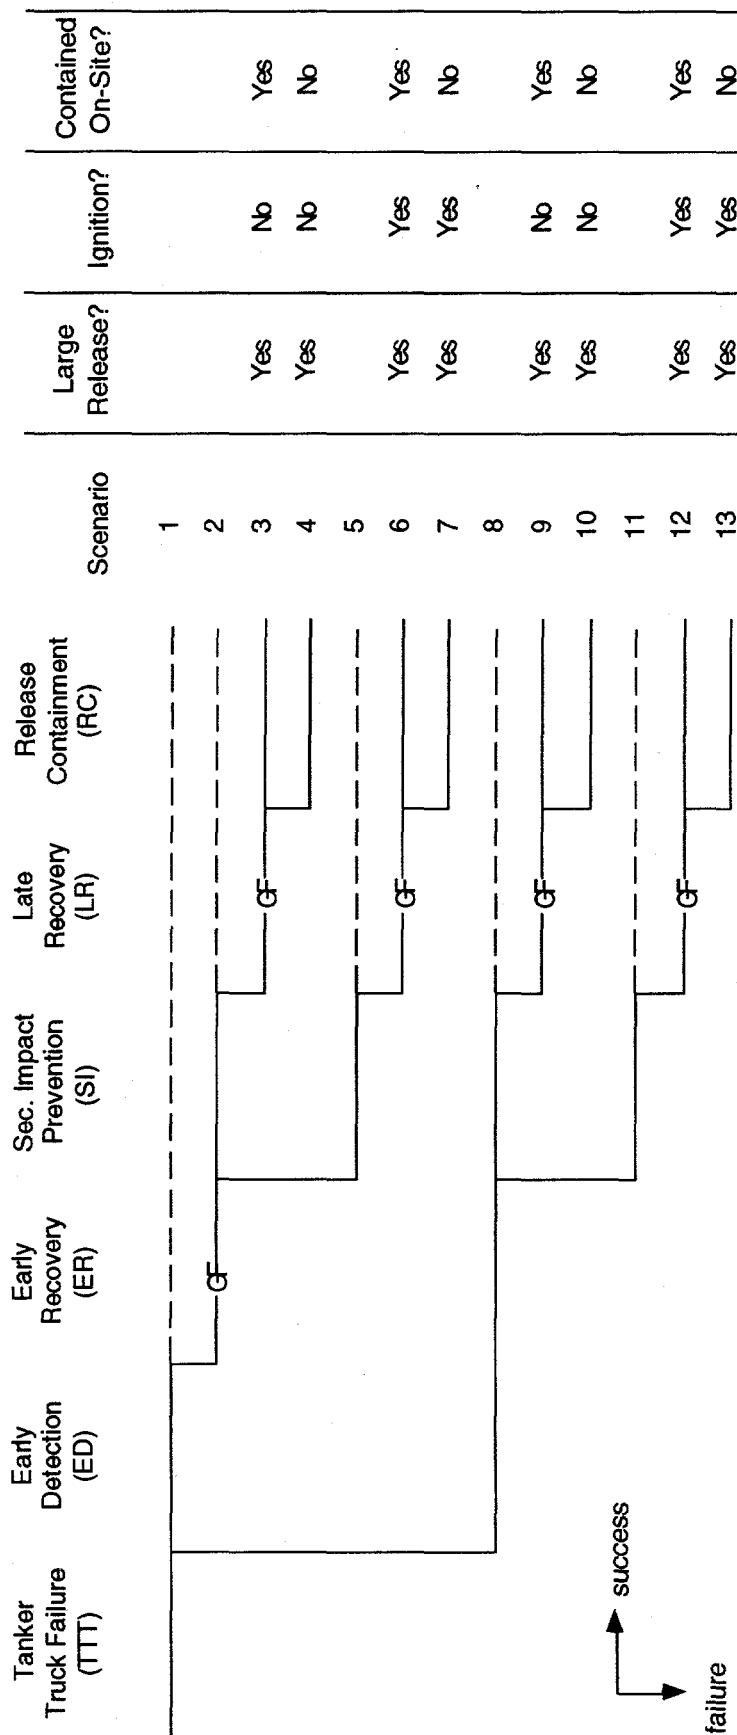 Tanker
Truck Failure
(TTT)
Early
Detection
(ED)
Early
Recovery
(ER)
Sec. Impact
Prevention
(SI)
Late
Recovery
(LR)
Release
Containment
(RC)
Scenario
Large
Release?
Ignition?
Contained
On-Site?
1
2
3 Yes No Yes
4 Yes No No
5
6 Yes Yes Yes
7 Yes Yes No
8
9 Yes No Yes
10 Yes No No
11
12 Yes Yes Yes
13 Yes Yes No
GF
GF
GF
GF
GF
success
failure